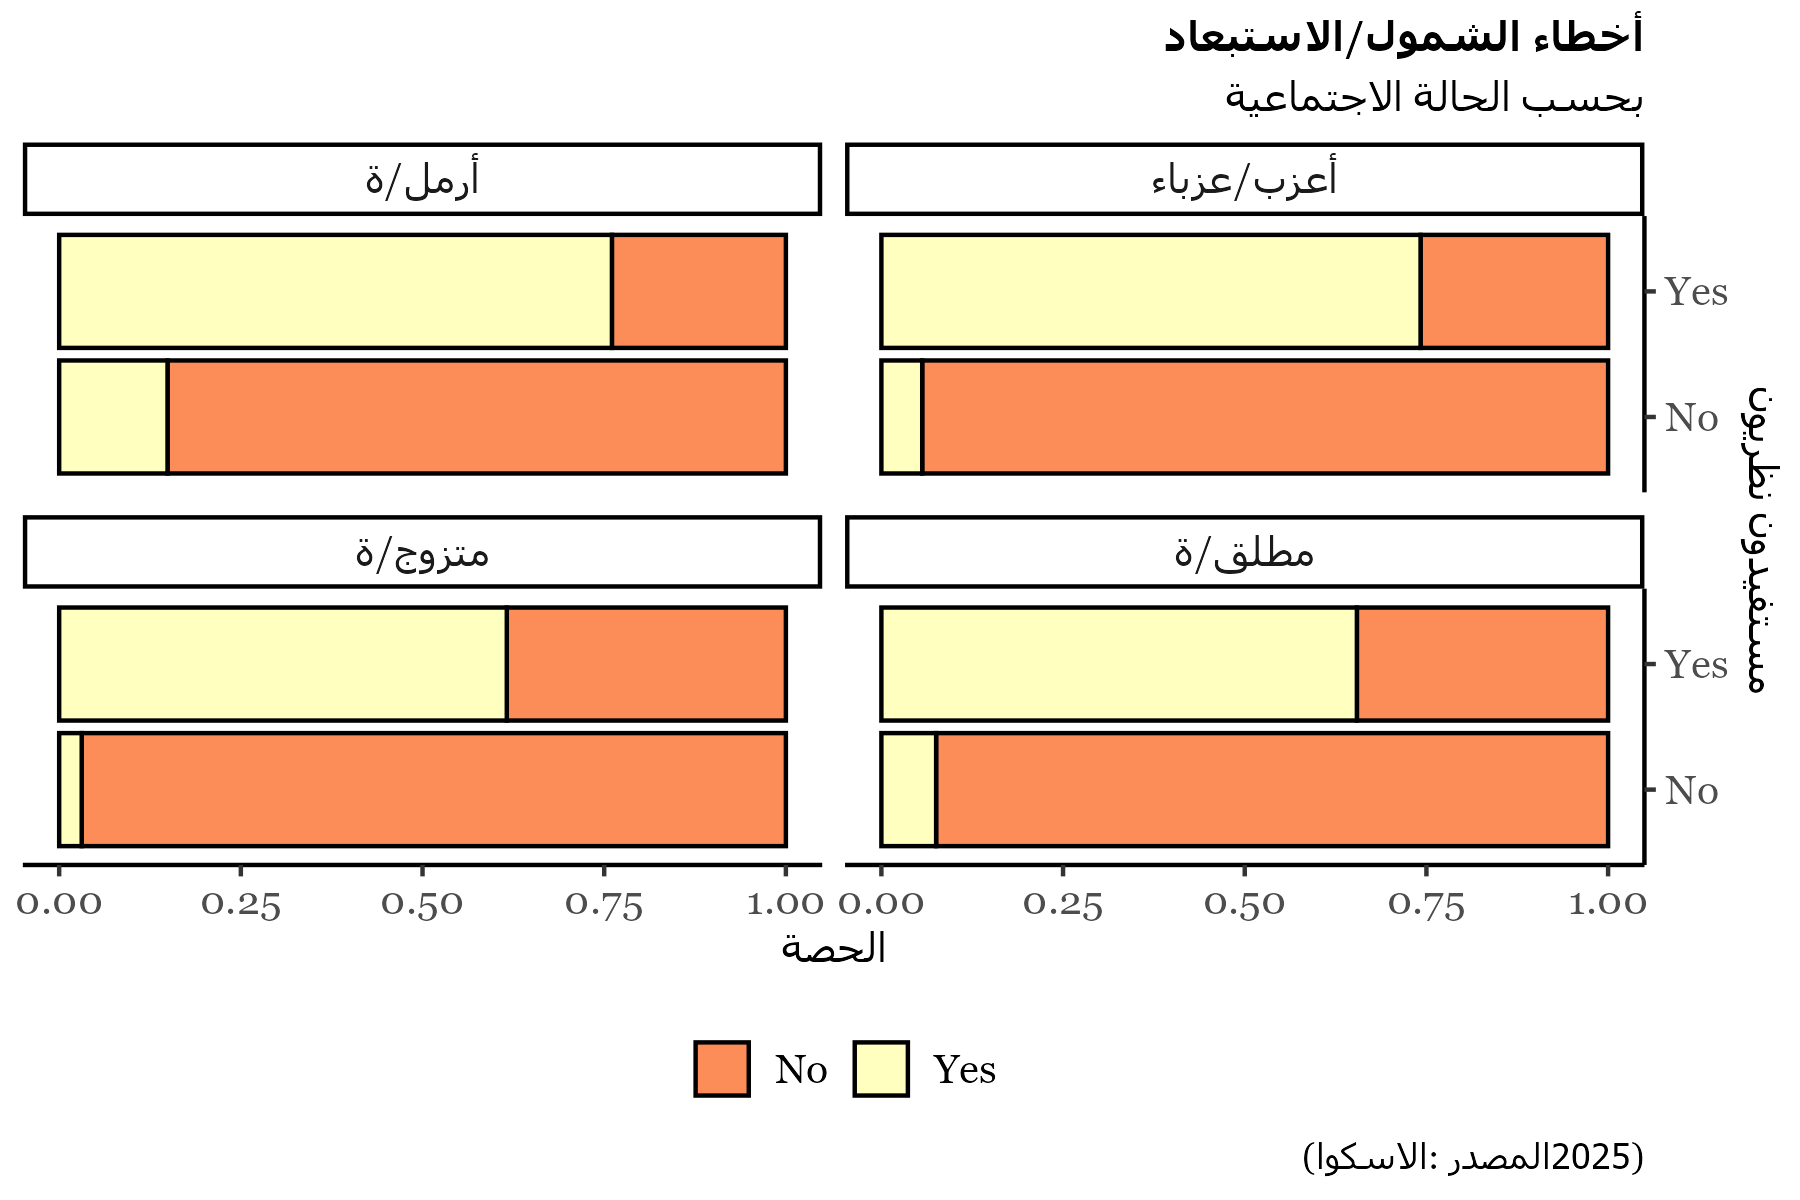 أخطاء الشمول/الاستبعاد
بحسب الحالة الاجتماعية
أعزب/عزباء
أرمل/ة
Yes
No
مطلق/ة
متزوج/ة
Yes
No
مستفيدون نظريون
0.00 0.25 0.50 0.75 1.00 0.00 0.25 0.50 0.75 1.00
الحصة
No Yes
(2025المصدر :الاسكوا)